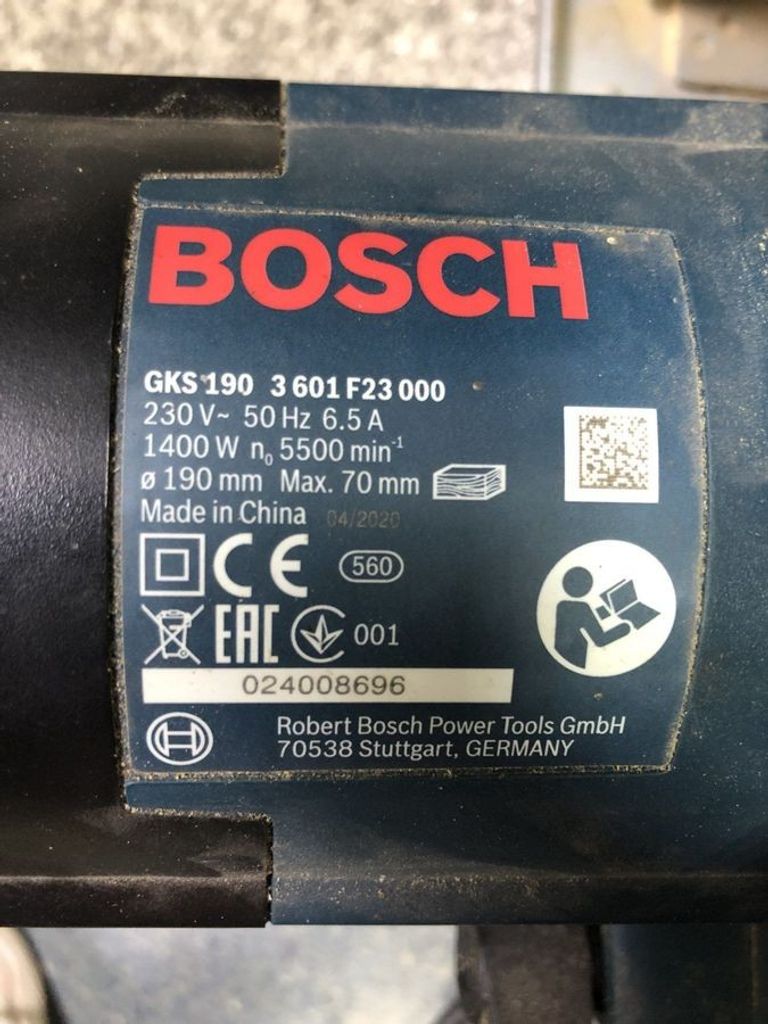 BOSCH
GKS 190 3 601 F23 000
230 V~ 50 Hz 6.5 A
1400 W n₀ 5500 min⁻¹
ø 190 mm Max. 70 mm
Made in China 04/2020
CE 560
EAC 001
024008696
Robert Bosch Power Tools GmbH
70538 Stuttgart, GERMANY